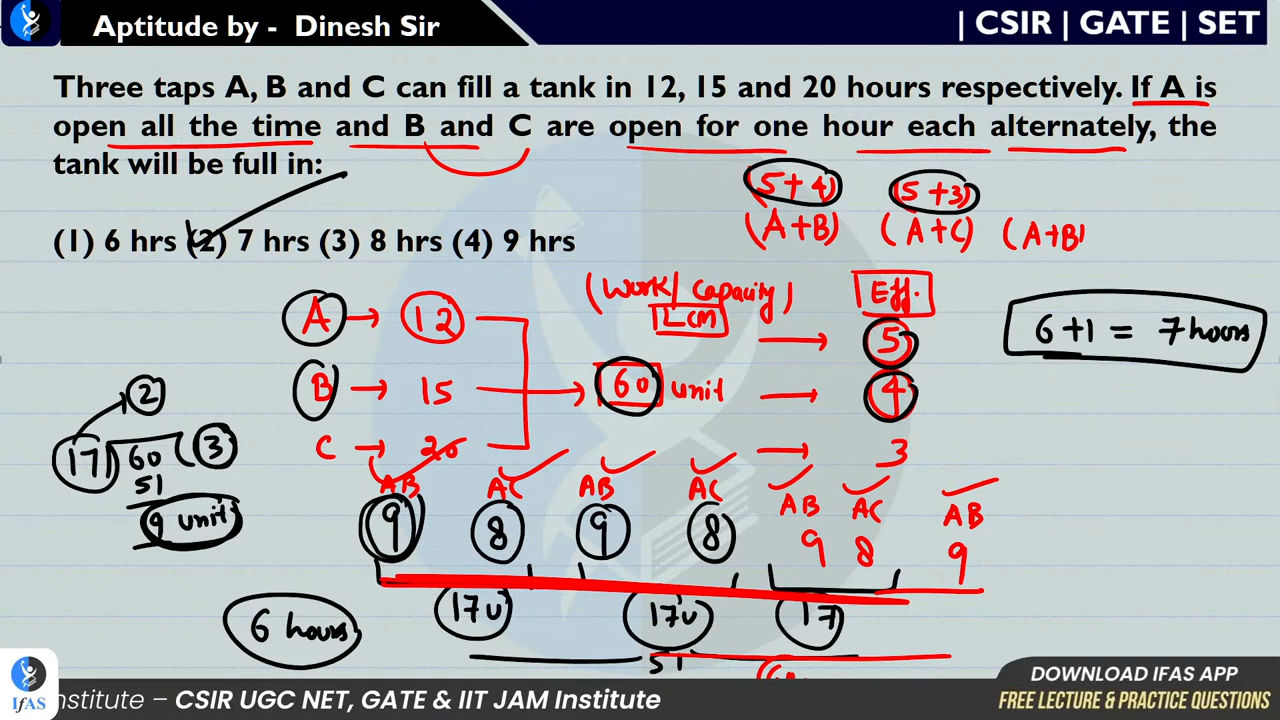 Aptitude by - Dinesh Sir
| CSIR | GATE | SET
Three taps A, B and C can fill a tank in 12, 15 and 20 hours respectively. If A is
open all the time and B and C are open for one hour each alternately, the
tank will be full in:
(5+4) (5+3)
(A+B) (A+C) (A+B)
(1) 6 hrs (2) 7 hrs (3) 8 hrs (4) 9 hrs
(Work/Capacity) Eff.
LCM
A → 12 → 5
6+1 = 7 hours
B → 15 → 60 unit → 4
C → 20 → 3
2
17) 60 (3
51
9 unit
AB AC AB AC AB AC AB
9 8 9 8 9 8 9
17u 17u 17
6 hours
51
IFAS
institute – CSIR UGC NET, GATE & IIT JAM Institute
DOWNLOAD IFAS APP
FREE LECTURE & PRACTICE QUESTIONS